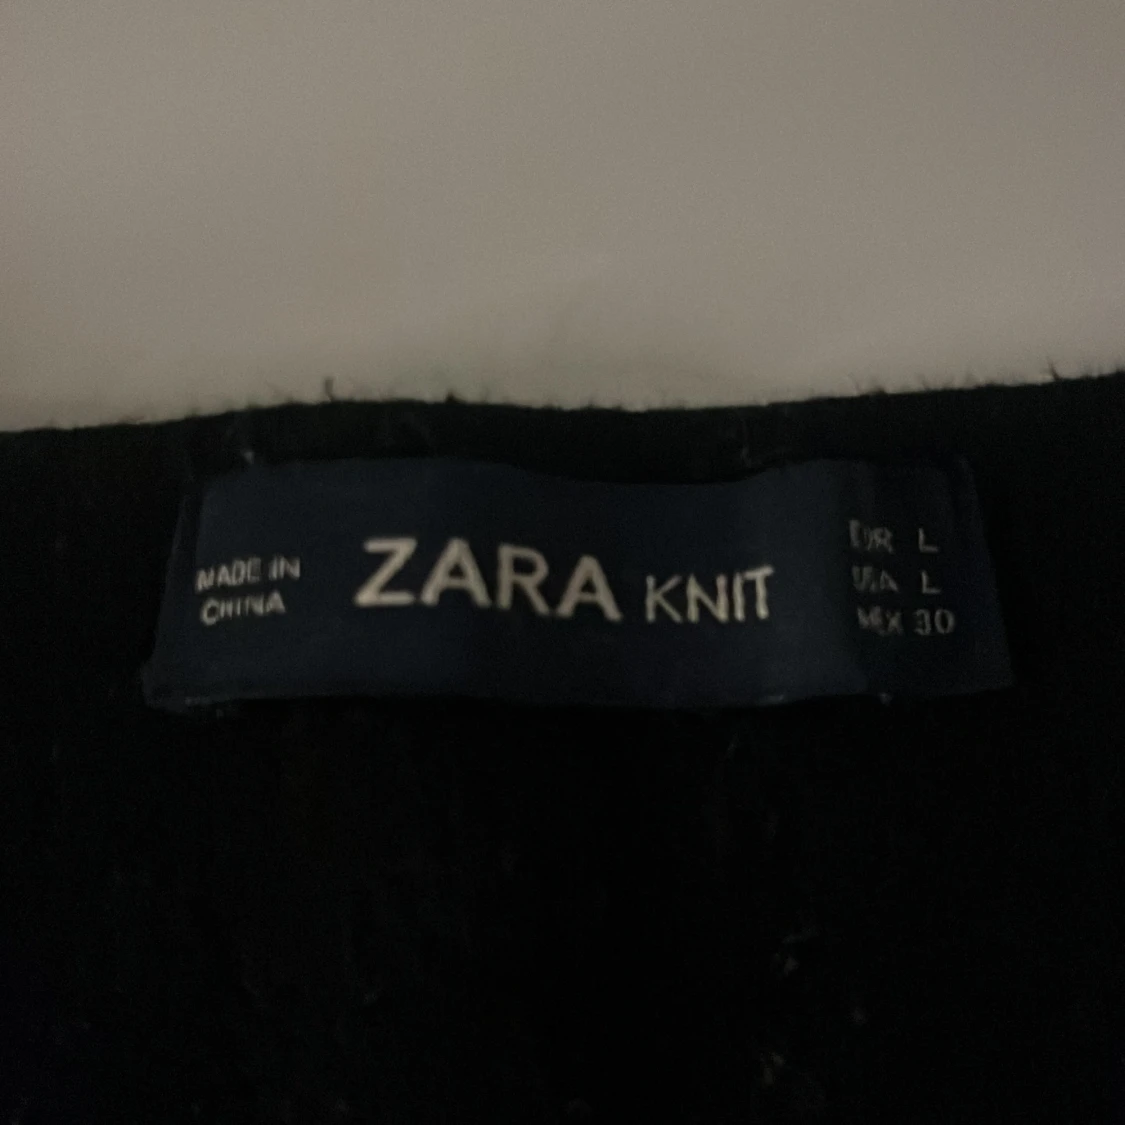 MADE IN
CHINA
ZARA KNIT
EUR L
USA L
MEX 30